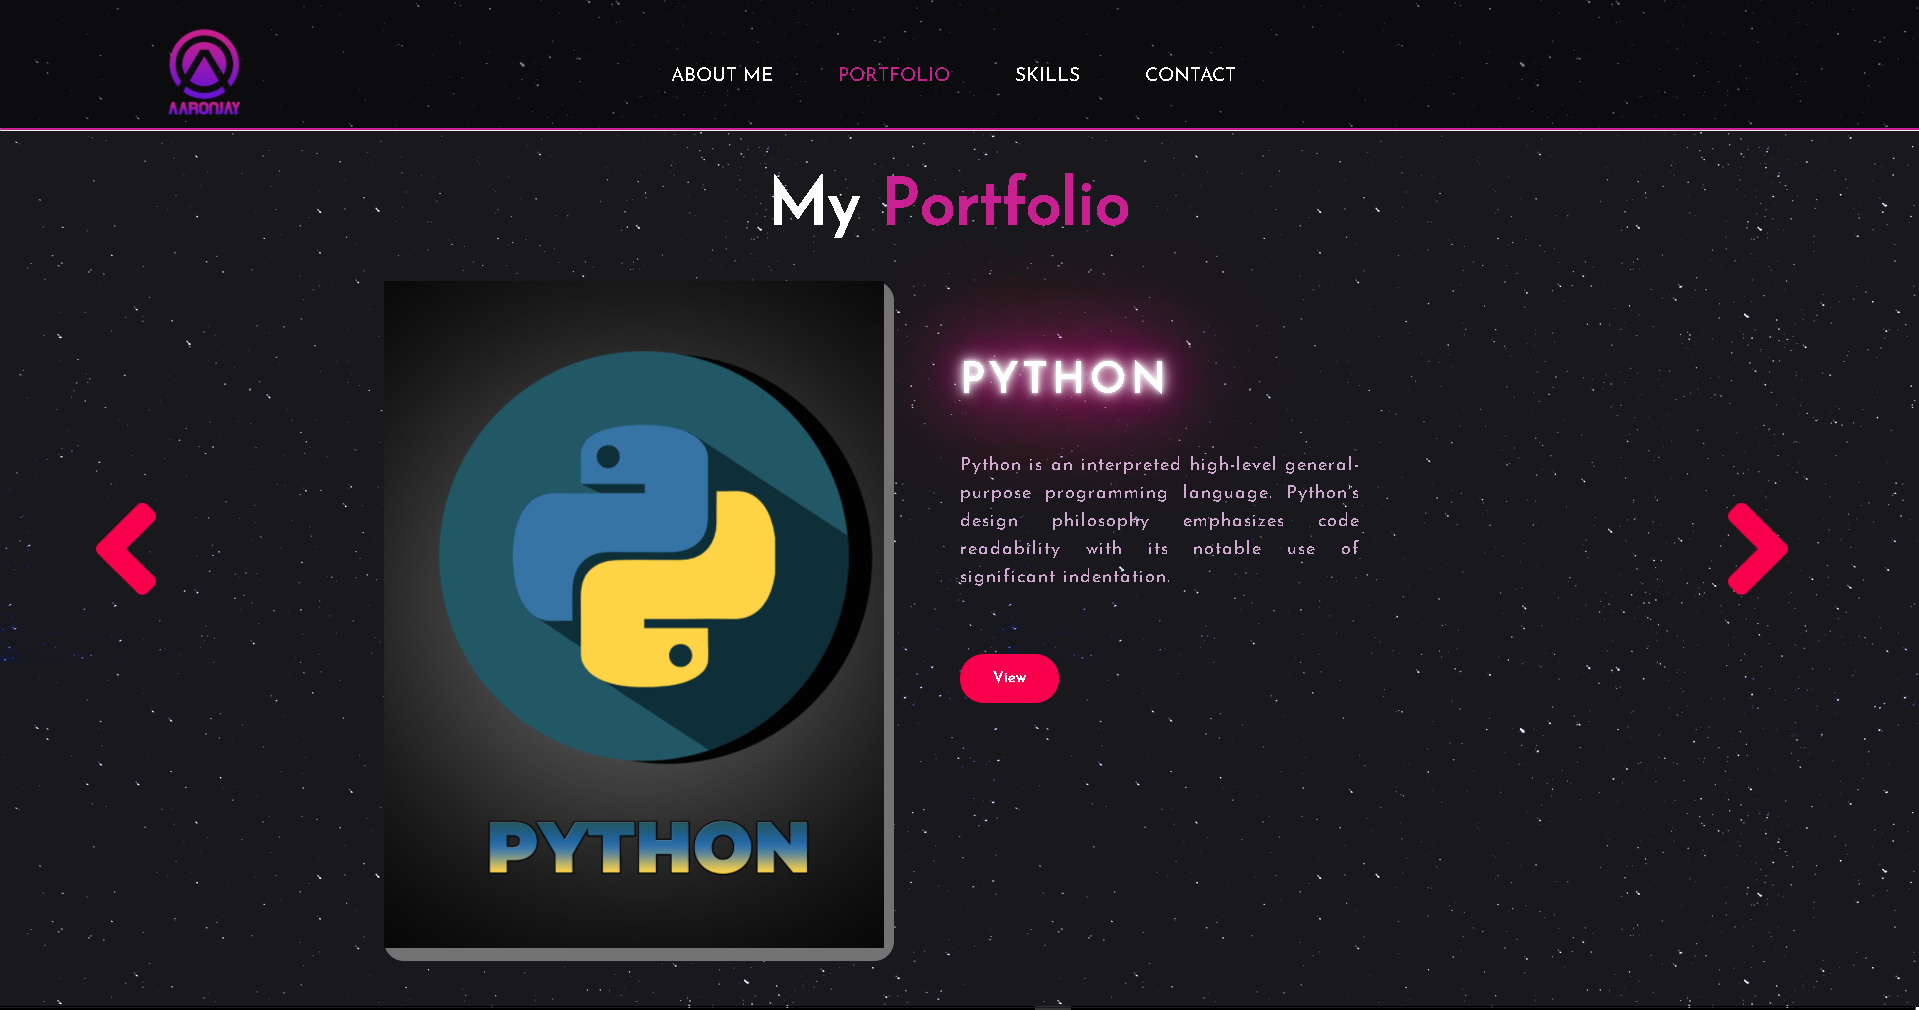 AARONJAY
ABOUT ME
PORTFOLIO
SKILLS
CONTACT
My Portfolio
PYTHON
Python is an interpreted high-level general-
purpose programming language. Python's
design philosophy emphasizes code
readability with its notable use of
significant indentation.
View
PYTHON